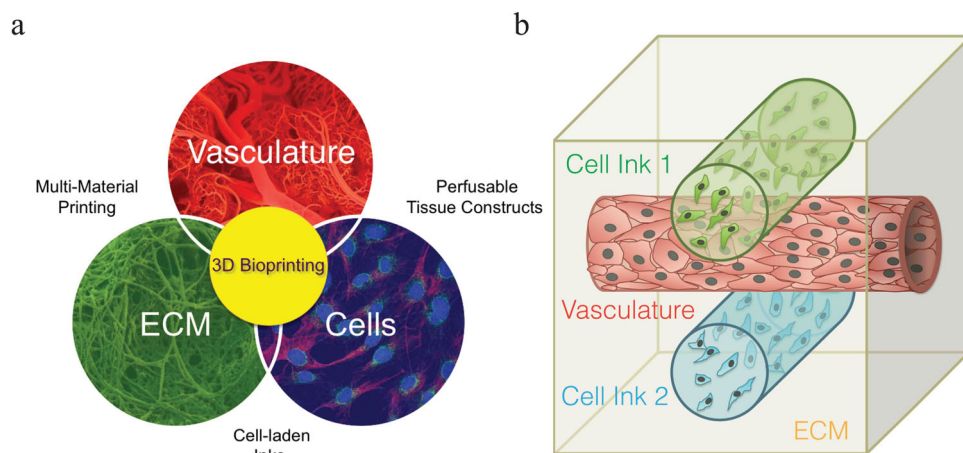 a
Vasculature
Multi-Material
Printing
Perfusable
Tissue Constructs
3D Bioprinting
ECM
Cells
Cell-laden
b
Cell Ink 1
Vasculature
Cell Ink 2
ECM